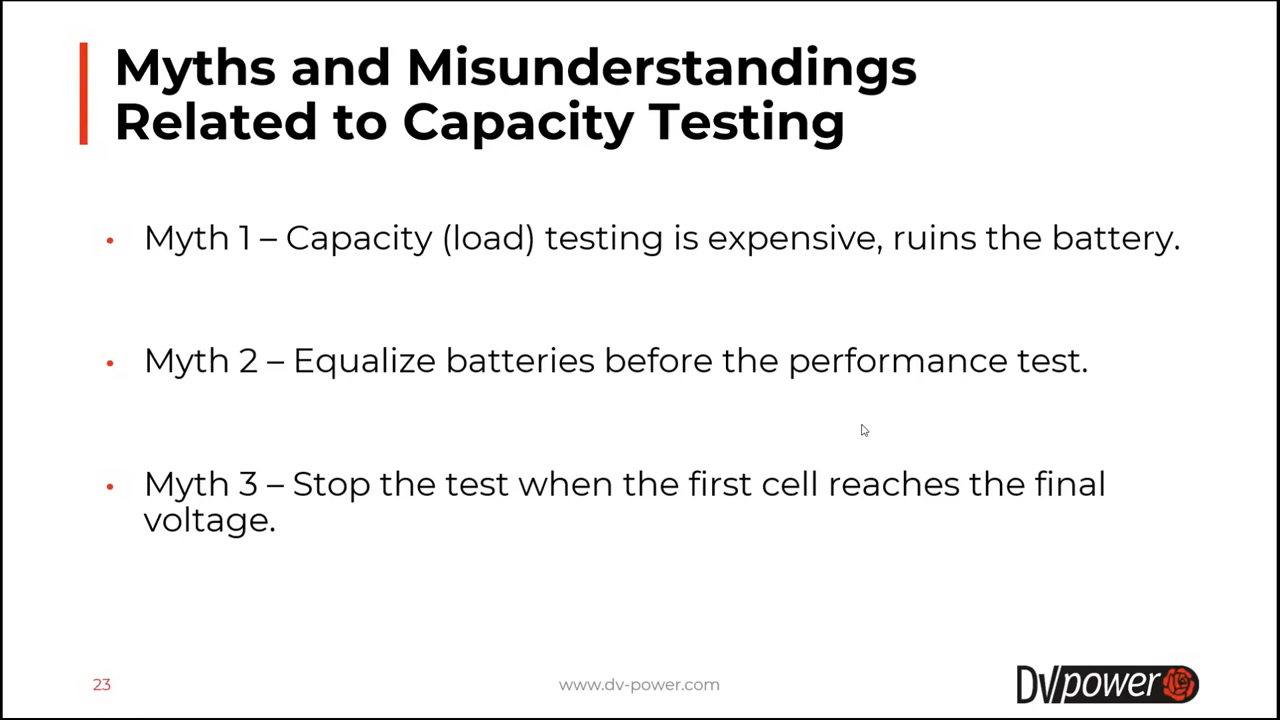 Myths and Misunderstandings
Related to Capacity Testing
• Myth 1 – Capacity (load) testing is expensive, ruins the battery.
• Myth 2 – Equalize batteries before the performance test.
• Myth 3 – Stop the test when the first cell reaches the final
voltage.
23
www.dv-power.com
DV power